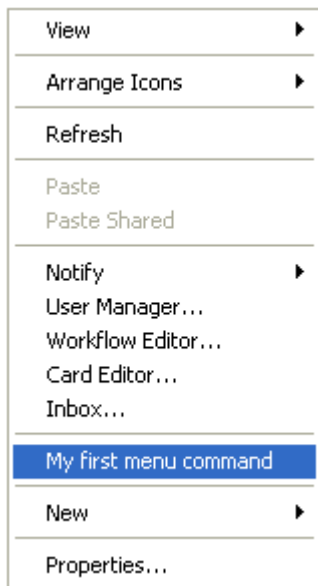 View
Arrange Icons
Refresh
Paste
Paste Shared
Notify
User Manager...
Workflow Editor...
Card Editor...
Inbox...
My first menu command
New
Properties...